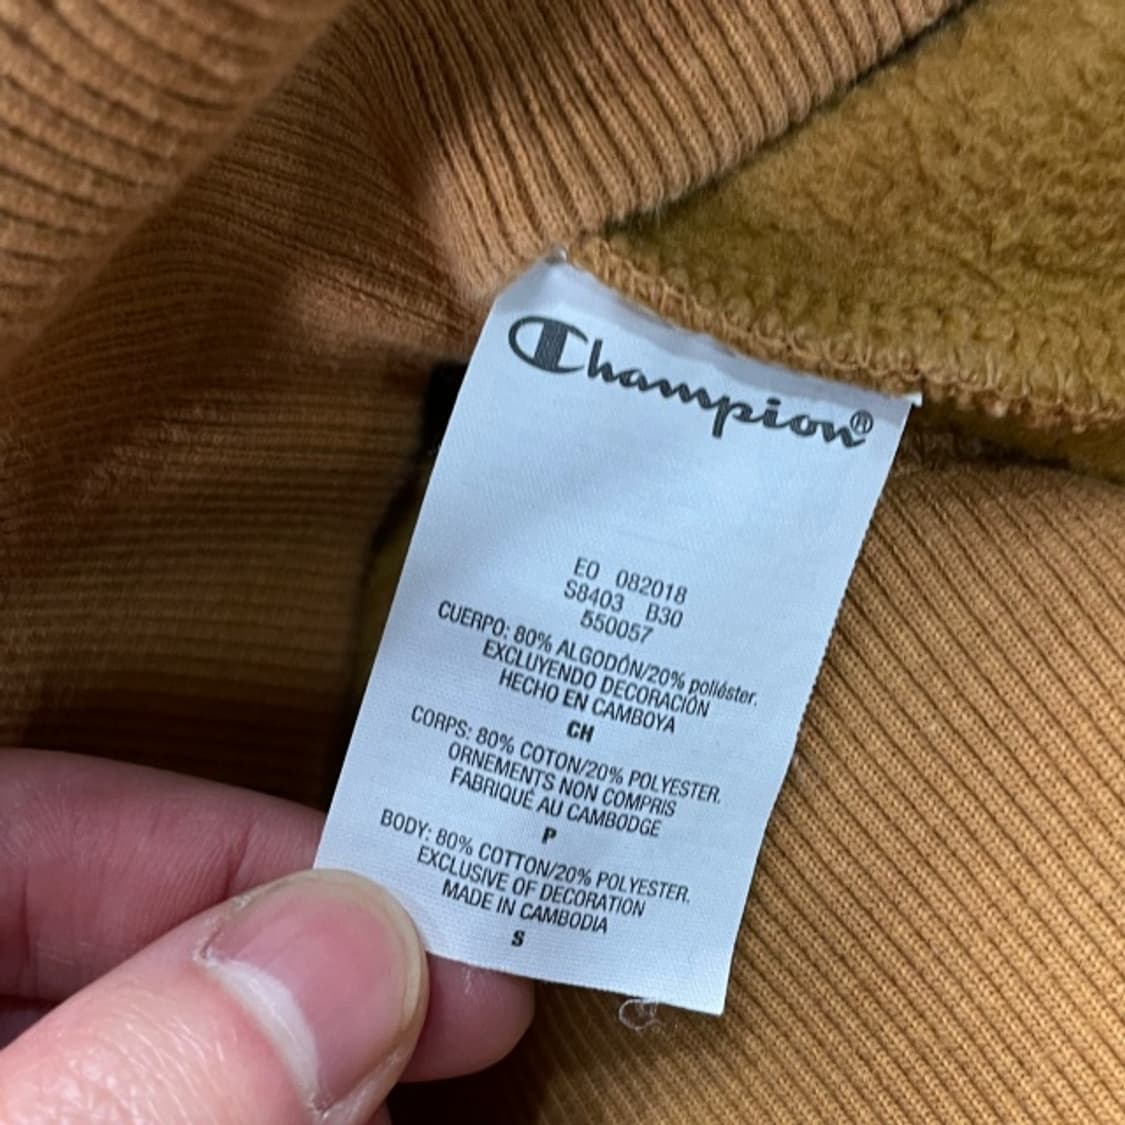 Champion®
EO 082018
S8403 B30
550057
CUERPO: 80% ALGODÓN/20% poliéster.
EXCLUYENDO DECORACIÓN
HECHO EN CAMBOYA
CH
CORPS: 80% COTON/20% POLYESTER.
ORNEMENTS NON COMPRIS
FABRIQUÉ AU CAMBODGE
P
BODY: 80% COTTON/20% POLYESTER.
EXCLUSIVE OF DECORATION
MADE IN CAMBODIA
S